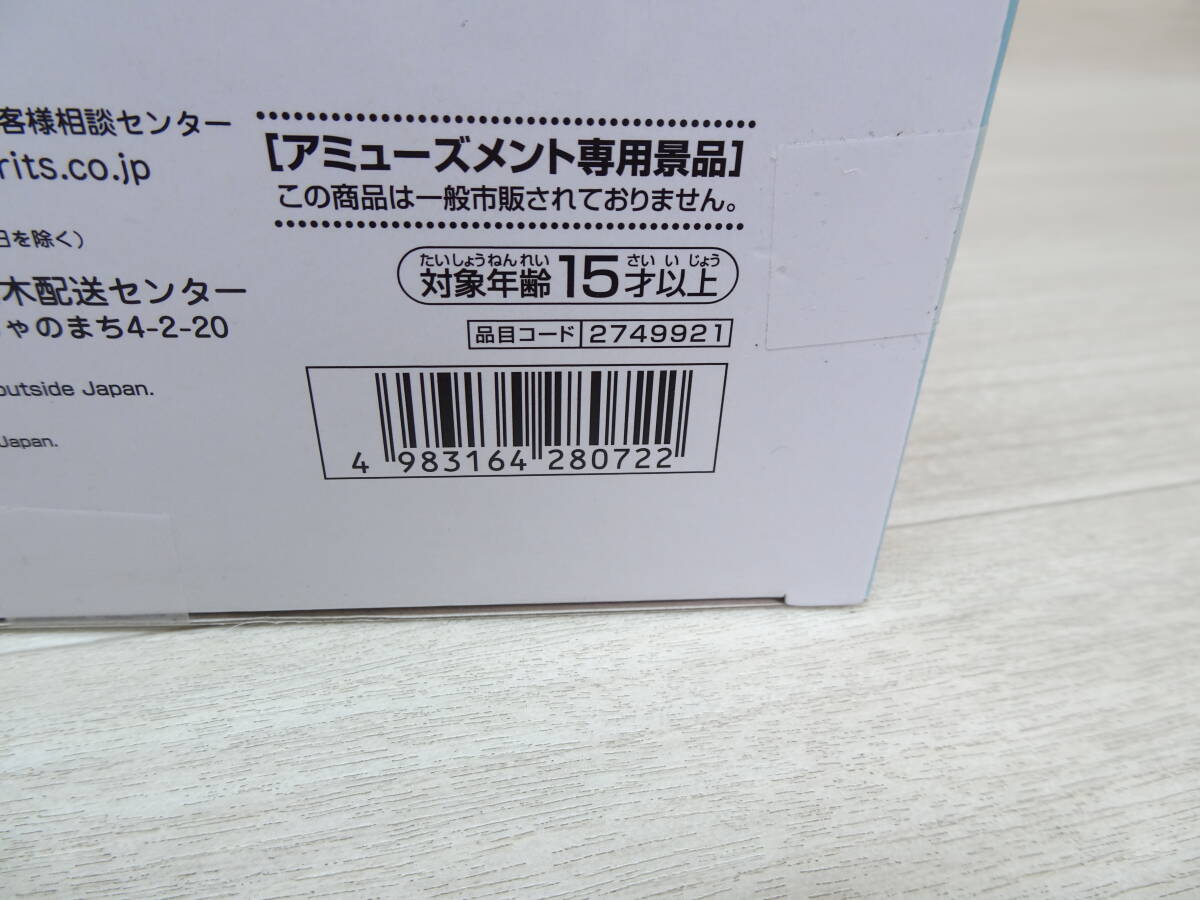 客様相談センター
rits.co.jp
日を除く)
木配送センター
ちゃのまち4-2-20
outside Japan.
Japan.
[アミューズメント専用景品]
この商品は一般市販されておりません。
たいしょうねんれい さい い じょう
対象年齢15才以上
品目コード 2749921
4 983164 280722